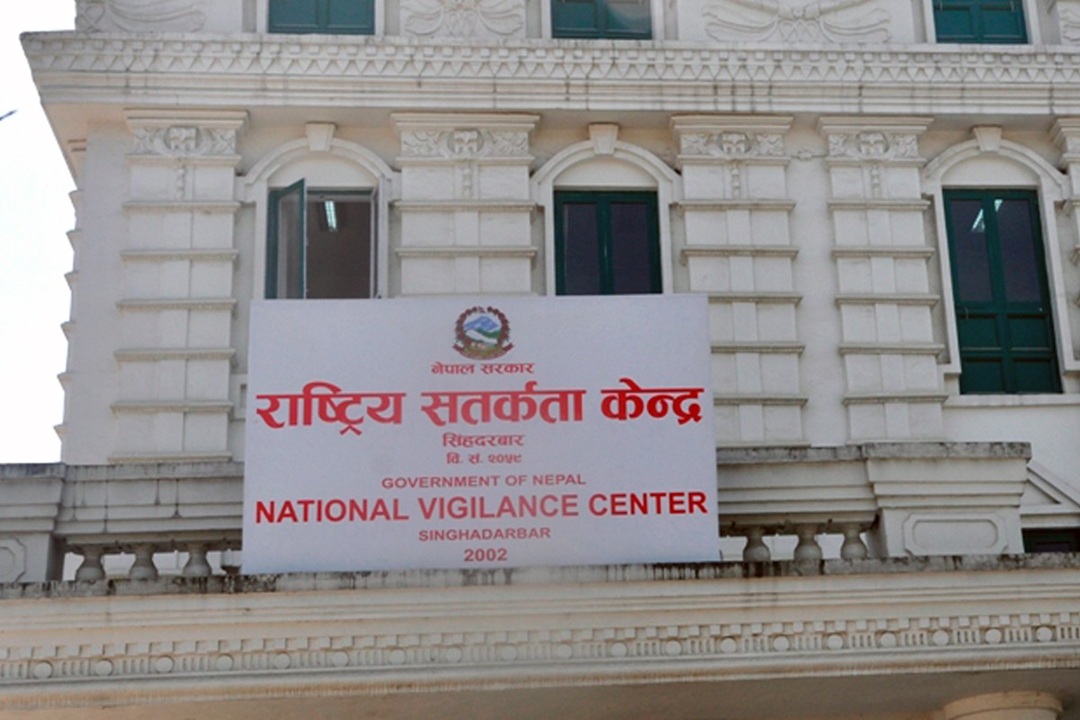 नेपाल सरकार
राष्ट्रिय सतर्कता केन्द्र
सिंहदरबार
वि. सं. २०५९
GOVERNMENT OF NEPAL
NATIONAL VIGILANCE CENTER
SINGHADARBAR
2002